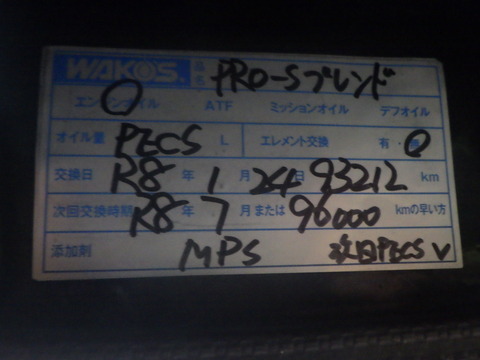 WAKO'S. 品名 PRO-Sブレンド
エンジンオイル ATF ミッションオイル デフオイル
オイル量 PECS L エレメント交換 有 無
交換日 R8 年 1 月 24 日 93212 km
次回交換時期 R8 年 7 月または 96000 kmの早い方
添加剤 MPS 次回PECS